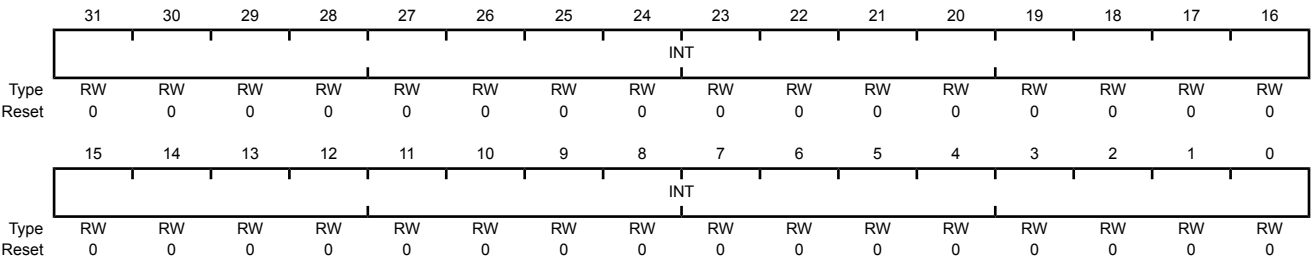 31 30 29 28 27 26 25 24 23 22 21 20 19 18 17 16
INT
Type RW RW RW RW RW RW RW RW RW RW RW RW RW RW RW RW
Reset 0 0 0 0 0 0 0 0 0 0 0 0 0 0 0 0
15 14 13 12 11 10 9 8 7 6 5 4 3 2 1 0
INT
Type RW RW RW RW RW RW RW RW RW RW RW RW RW RW RW RW
Reset 0 0 0 0 0 0 0 0 0 0 0 0 0 0 0 0